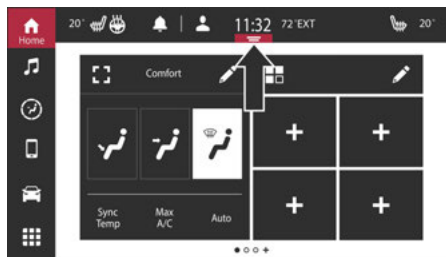 Home
20°
11:32 72°EXT
20°
Comfort
Sync Temp
Max A/C
Auto